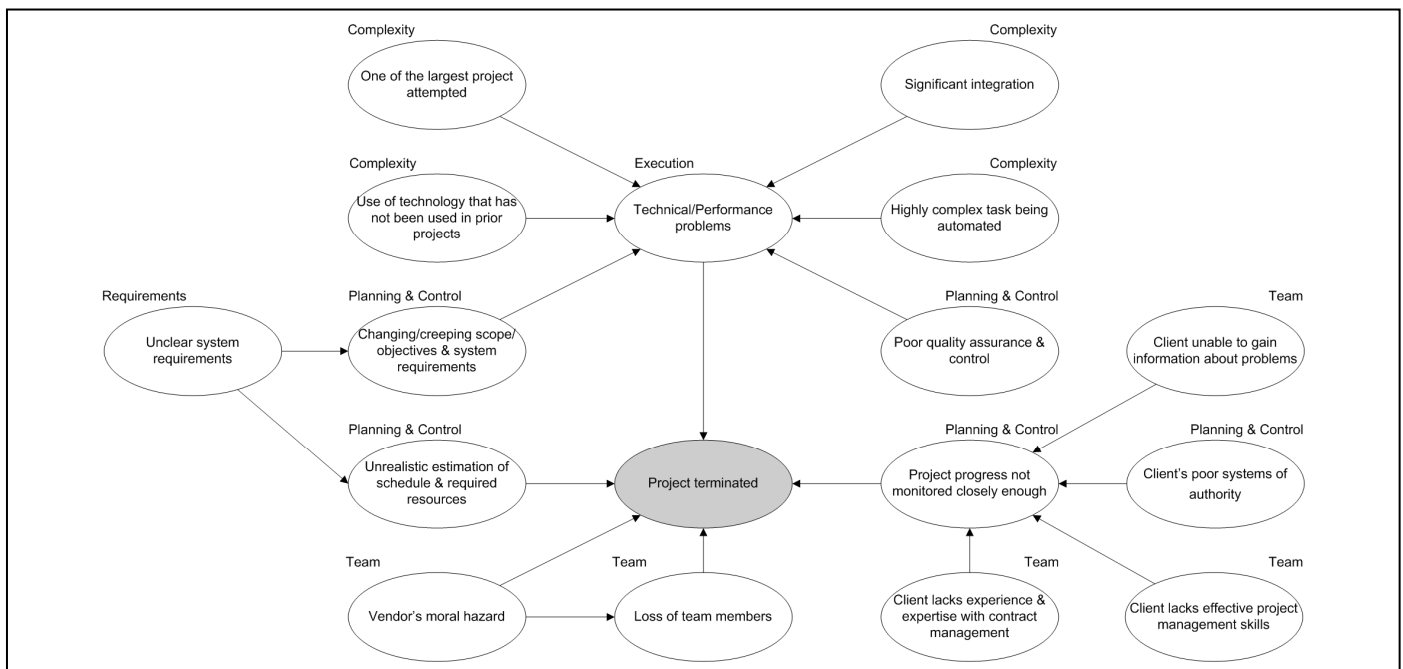 Complexity
One of the largest project
attempted
Complexity
Significant integration
Complexity
Use of technology that has
not been used in prior
projects
Execution
Technical/Performance
problems
Complexity
Highly complex task being
automated
Requirements
Unclear system
requirements
Planning & Control
Changing/creeping scope/
objectives & system
requirements
Planning & Control
Poor quality assurance &
control
Team
Client unable to gain
information about problems
Planning & Control
Unrealistic estimation of
schedule & required
resources
Project terminated
Planning & Control
Project progress not
monitored closely enough
Planning & Control
Client's poor systems of
authority
Team
Vendor's moral hazard
Team
Loss of team members
Team
Client lacks experience &
expertise with contract
management
Team
Client lacks effective project
management skills